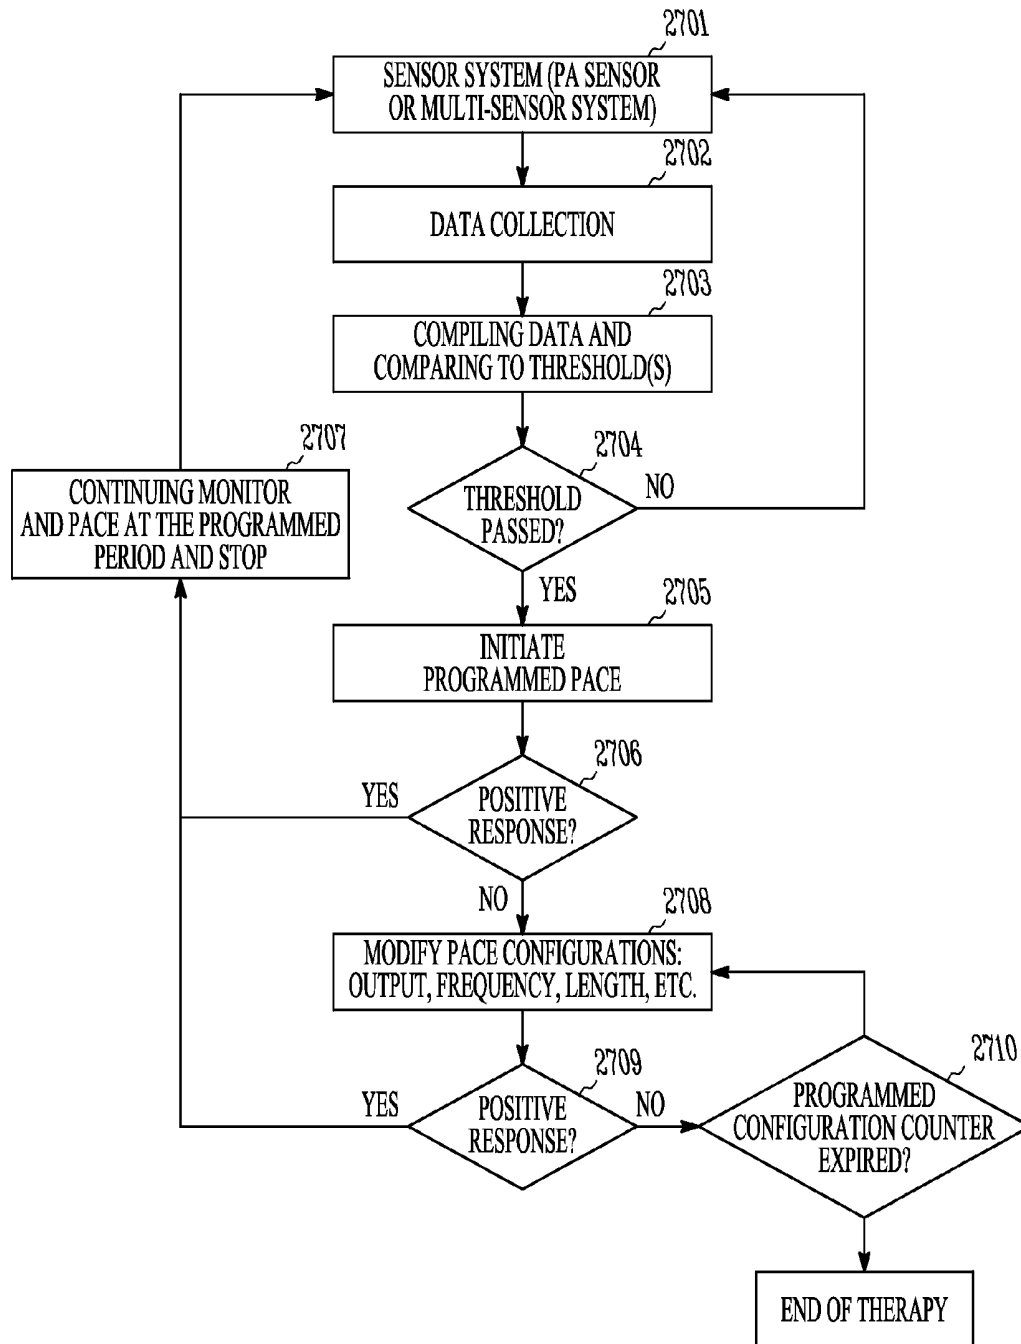 2701
SENSOR SYSTEM (PA SENSOR
OR MULTI-SENSOR SYSTEM)
2702
DATA COLLECTION
2703
COMPILING DATA AND
COMPARING TO THRESHOLD(S)
2704
THRESHOLD
PASSED?
NO
YES
2707
CONTINUING MONITOR
AND PACE AT THE PROGRAMMED
PERIOD AND STOP
2705
INITIATE
PROGRAMMED PACE
2706
POSITIVE
RESPONSE?
YES
NO
2708
MODIFY PACE CONFIGURATIONS:
OUTPUT, FREQUENCY, LENGTH, ETC.
2709
POSITIVE
RESPONSE?
YES
NO
2710
PROGRAMMED
CONFIGURATION COUNTER
EXPIRED?
END OF THERAPY